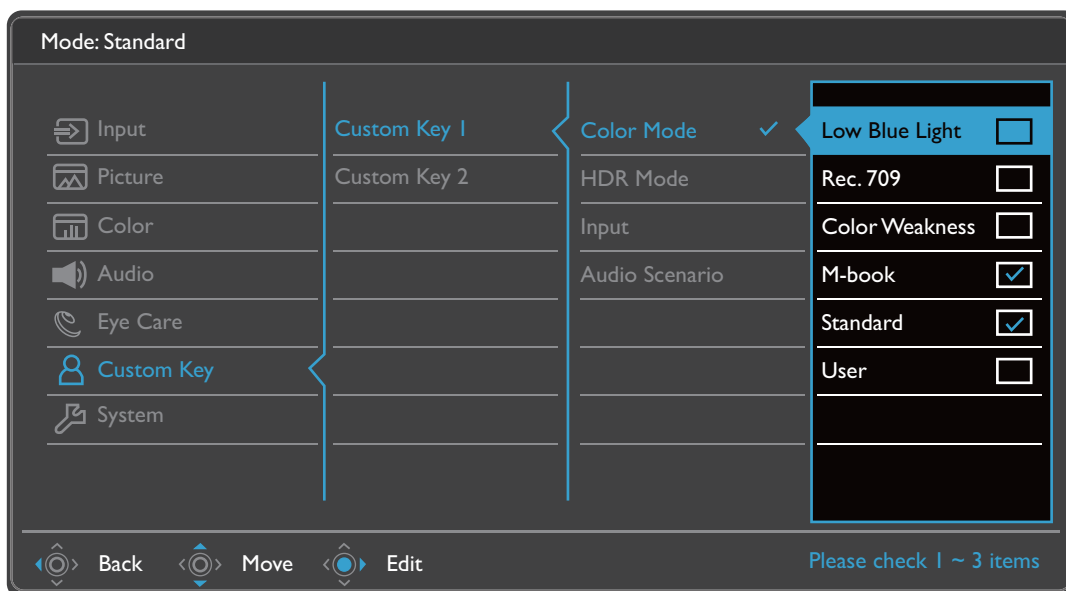 Mode: Standard
Input
Picture
Color
Audio
Eye Care
Custom Key
System
Custom Key 1
Custom Key 2
Color Mode
HDR Mode
Input
Audio Scenario
Low Blue Light
Rec. 709
Color Weakness
M-book
Standard
User
Back Move Edit
Please check 1 ~ 3 items